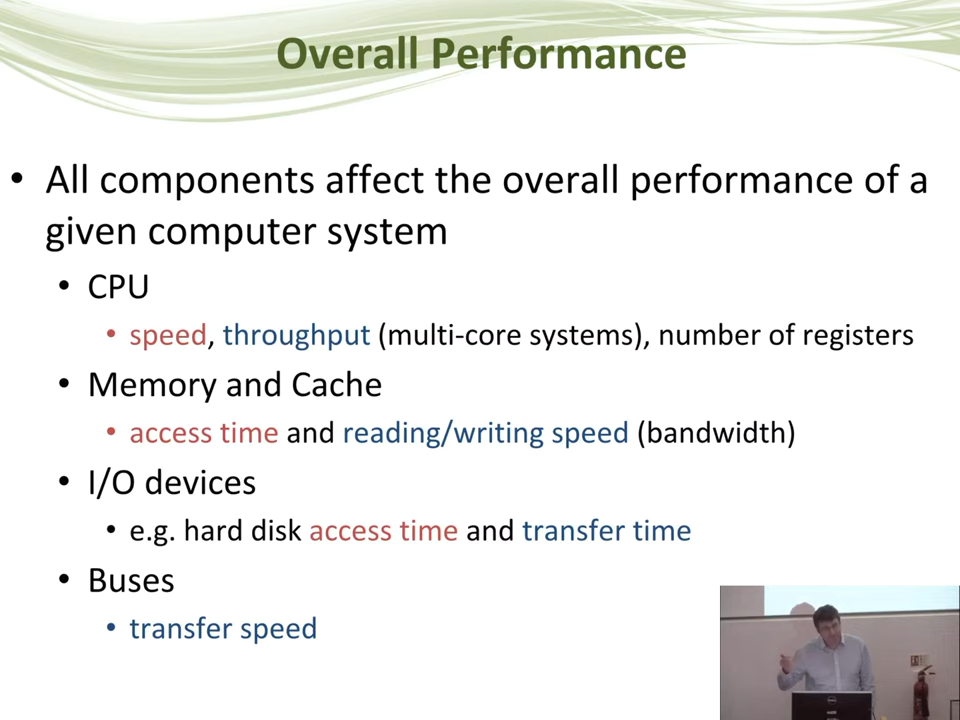 Overall Performance
• All components affect the overall performance of a
given computer system
• CPU
• speed, throughput (multi-core systems), number of registers
• Memory and Cache
• access time and reading/writing speed (bandwidth)
• I/O devices
• e.g. hard disk access time and transfer time
• Buses
• transfer speed